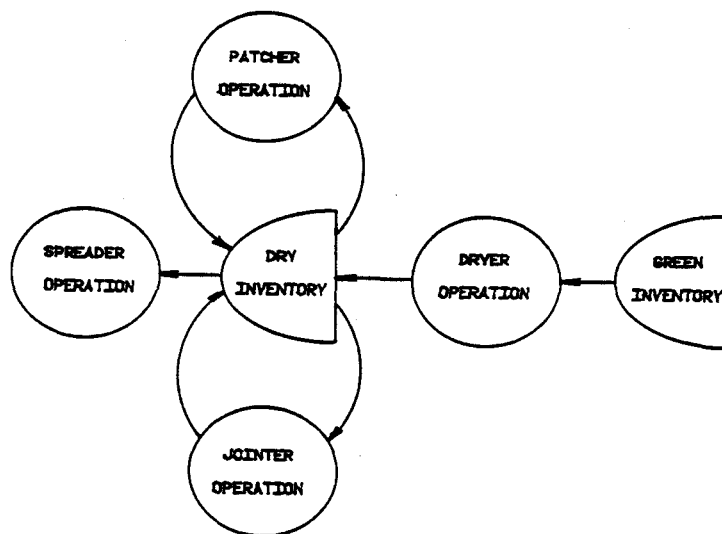 PATCHER
OPERATION
SPREADER
OPERATION
DRY
INVENTORY
DRYER
OPERATION
GREEN
INVENTORY
JOINTER
OPERATION